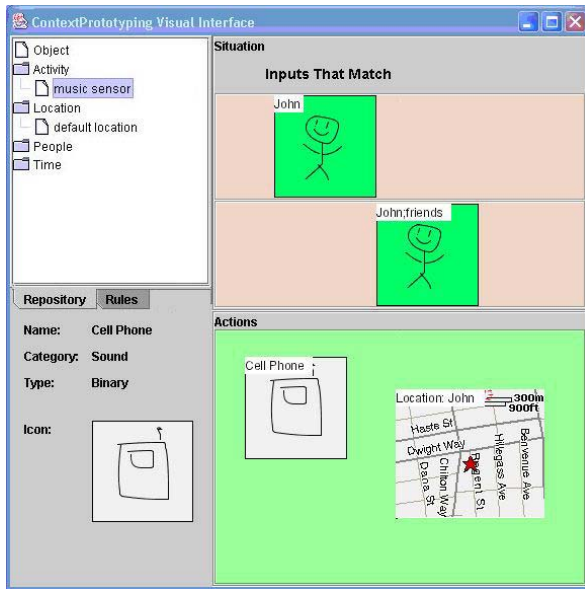 ContextPrototyping Visual Interface
Object
Activity
music sensor
Location
default location
People
Time
Situation
Inputs That Match
John
John;friends
Repository
Rules
Name: Cell Phone
Category: Sound
Type: Binary
Icon:
Actions
Cell Phone
Location: John
300m
900ft
Haste St
Dwight Way
Dana St
Chilton Way
Regent St
Hillegass Ave
Benvenue Ave